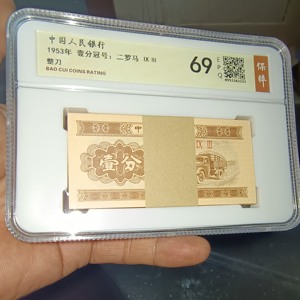 中国人民银行
1953年 壹分冠号：二罗马 IX III
整刀
BAO CUI COINS RATING
69
E
P
Q
保粹
中
壹分
IX III